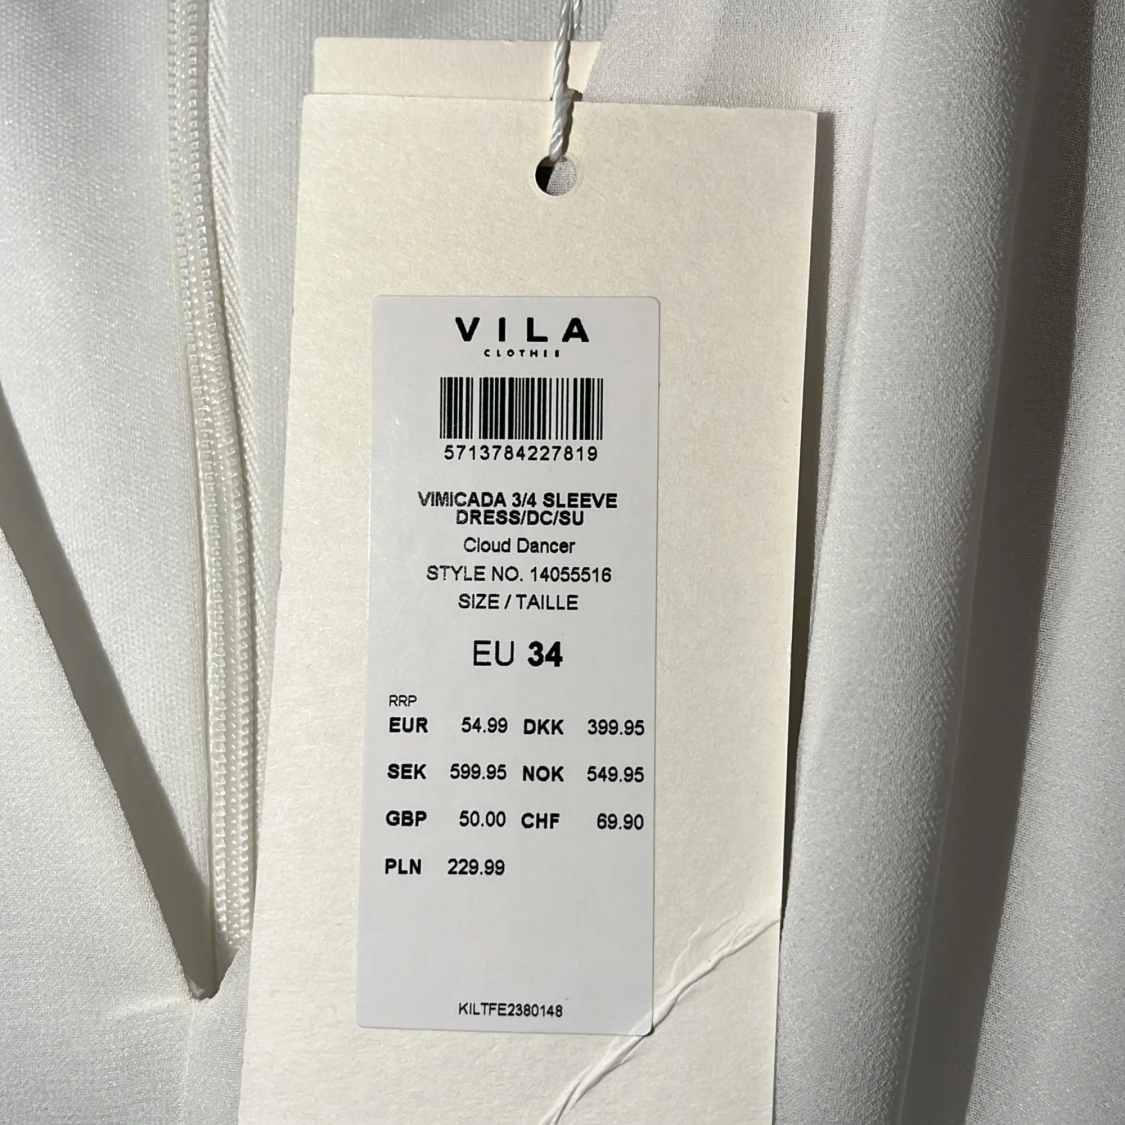 VILA
CLOTHES
5713784227819
VIMICADA 3/4 SLEEVE
DRESS/DC/SU
Cloud Dancer
STYLE NO. 14055516
SIZE / TAILLE
EU 34
RRP
EUR 54.99 DKK 399.95
SEK 599.95 NOK 549.95
GBP 50.00 CHF 69.90
PLN 229.99
KILTFE2380148